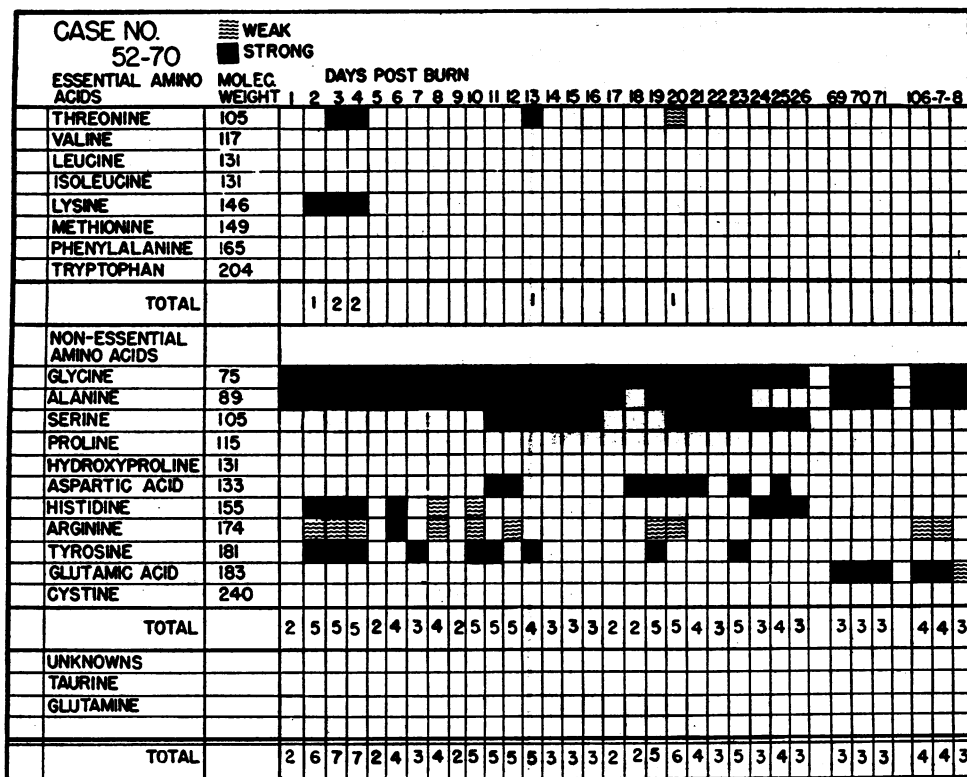 CASE NO. WEAK
52-70 STRONG
ESSENTIAL AMINO MOLEC. DAYS POST BURN
ACIDS WEIGHT 1 2 3 4 5 6 7 8 9 10 11 12 13 14 15 16 17 18 19 20 21 22 23 24 25 26 69 70 71 106-7-8
THREONINE 105
VALINE 117
LEUCINE 131
ISOLEUCINE 131
LYSINE 146
METHIONINE 149
PHENYLALANINE 165
TRYPTOPHAN 204
TOTAL 1 2 2 1 1
NON-ESSENTIAL
AMINO ACIDS
GLYCINE 75
ALANINE 89
SERINE 105
PROLINE 115
HYDROXYPROLINE 131
ASPARTIC ACID 133
HISTIDINE 155
ARGININE 174
TYROSINE 181
GLUTAMIC ACID 183
CYSTINE 240
TOTAL 2 5 5 5 2 4 3 4 2 5 5 5 4 3 3 3 2 2 5 5 4 3 5 3 4 3 3 3 3 4 4 3
UNKNOWNS
TAURINE
GLUTAMINE
TOTAL 2 6 7 7 2 4 3 4 2 5 5 5 5 3 3 3 2 2 5 6 4 3 5 3 4 3 3 3 3 4 4 3